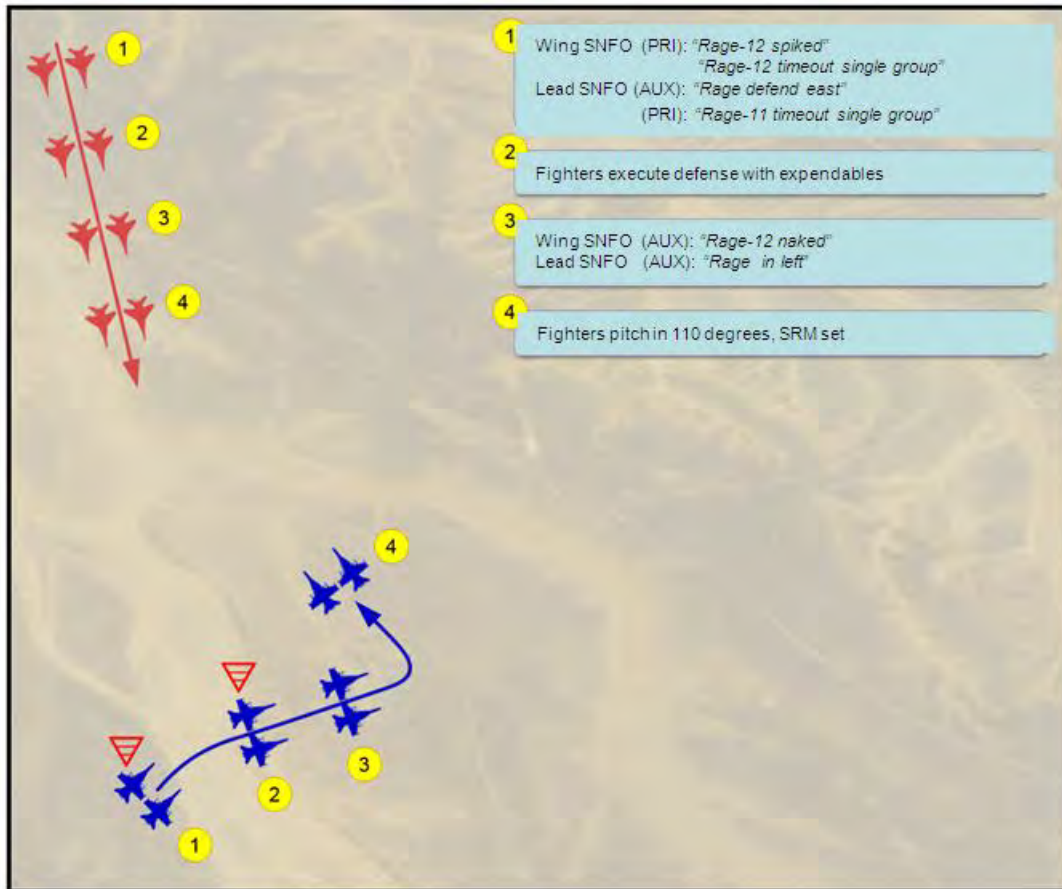 1
Wing SNFO (PRI): “Rage-12 spiked”
“Rage-12 timeout single group”
Lead SNFO (AUX): “Rage defend east”
(PRI): “Rage-11 timeout single group”
2
Fighters execute defense with expendables
3
Wing SNFO (AUX): “Rage-12 naked”
Lead SNFO (AUX): “Rage in left”
4
Fighters pitch in 110 degrees, SRM set
1
2
3
4
4
3
2
1